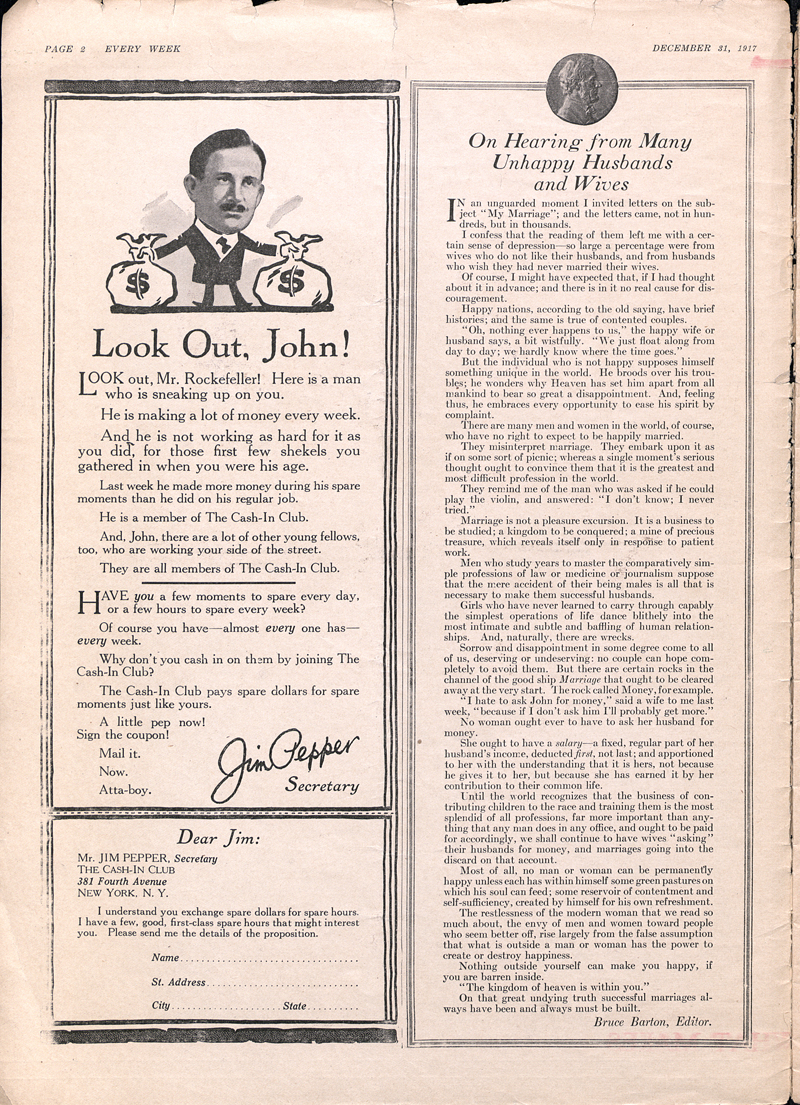 PAGE 2 EVERY WEEK
DECEMBER 31, 1917
$ $
Look Out, John!
LOOK out, Mr. Rockefeller! Here is a man
who is sneaking up on you.
He is making a lot of money every week.
And he is not working as hard for it as
you did, for those first few shekels you
gathered in when you were his age.
Last week he made more money during his spare
moments than he did on his regular job.
He is a member of The Cash-In Club.
And, John, there are a lot of other young fellows,
too, who are working your side of the street.
They are all members of The Cash-In Club.
HAVE you a few moments to spare every day,
or a few hours to spare every week?
Of course you have—almost every one has—
every week.
Why don't you cash in on them by joining The
Cash-In Club?
The Cash-In Club pays spare dollars for spare
moments just like yours.
A little pep now!
Sign the coupon!
Mail it.
Now.
Atta-boy.
Jim Pepper
Secretary
Dear Jim:
Mr. JIM PEPPER, Secretary
THE CASH-IN CLUB
381 Fourth Avenue
NEW YORK, N. Y.
I understand you exchange spare dollars for spare hours.
I have a few, good, first-class spare hours that might interest
you. Please send me the details of the proposition.
Name
St. Address
City State
On Hearing from Many
Unhappy Husbands
and Wives
IN an unguarded moment I invited letters on the sub-
ject "My Marriage"; and the letters came, not in hun-
dreds, but in thousands.
I confess that the reading of them left me with a cer-
tain sense of depression—so large a percentage were from
wives who do not like their husbands, and from husbands
who wish they had never married their wives.
Of course, I might have expected that, if I had thought
about it in advance; and there is in it no real cause for dis-
couragement.
Happy nations, according to the old saying, have brief
histories; and the same is true of contented couples.
"Oh, nothing ever happens to us," the happy wife or
husband says, a bit wistfully. "We just float along from
day to day; we hardly know where the time goes."
But the individual who is not happy supposes himself
something unique in the world. He broods over his trou-
bles; he wonders why Heaven has set him apart from all
mankind to bear so great a disappointment. And, feeling
thus, he embraces every opportunity to ease his spirit by
complaint.
There are many men and women in the world, of course,
who have no right to expect to be happily married.
They misinterpret marriage. They embark upon it as
if on some sort of picnic; whereas a single moment's serious
thought ought to convince them that it is the greatest and
most difficult profession in the world.
They remind me of the man who was asked if he could
play the violin, and answered: "I don't know; I never
tried."
Marriage is not a pleasure excursion. It is a business to
be studied; a kingdom to be conquered; a mine of precious
treasure, which reveals itself only in response to patient
work.
Men who study years to master the comparatively sim-
ple professions of law or medicine or journalism suppose
that the mere accident of their being males is all that is
necessary to make them successful husbands.
Girls who have never learned to carry through capably
the simplest operations of life dance blithely into the
most intimate and subtle and baffling of human relation-
ships. And, naturally, there are wrecks.
Sorrow and disappointment in some degree come to all
of us, deserving or undeserving: no couple can hope com-
pletely to avoid them. But there are certain rocks in the
channel of the good ship Marriage that ought to be cleared
away at the very start. The rock called Money, for example.
"I hate to ask John for money," said a wife to me last
week, "because if I don't ask him I'll probably get more."
No woman ought ever to have to ask her husband for
money.
She ought to have a salary—a fixed, regular part of her
husband's income, deducted first, not last; and apportioned
to her with the understanding that it is hers, not because
he gives it to her, but because she has earned it by her
contribution to their common life.
Until the world recognizes that the business of con-
tributing children to the race and training them is the most
splendid of all professions, far more important than any-
thing that any man does in any office, and ought to be paid
for accordingly, we shall continue to have wives "asking"
their husbands for money, and marriages going into the
discard on that account.
Most of all, no man or woman can be permanently
happy unless each has within himself some green pastures on
which his soul can feed; some reservoir of contentment and
self-sufficiency, created by himself for his own refreshment.
The restlessness of the modern woman that we read so
much about, the envy of men and women toward people
who seem better off, rise largely from the false assumption
that what is outside a man or woman has the power to
create or destroy happiness.
Nothing outside yourself can make you happy, if
you are barren inside.
"The kingdom of heaven is within you."
On that great undying truth successful marriages al-
ways have been and always must be built.
Bruce Barton, Editor.